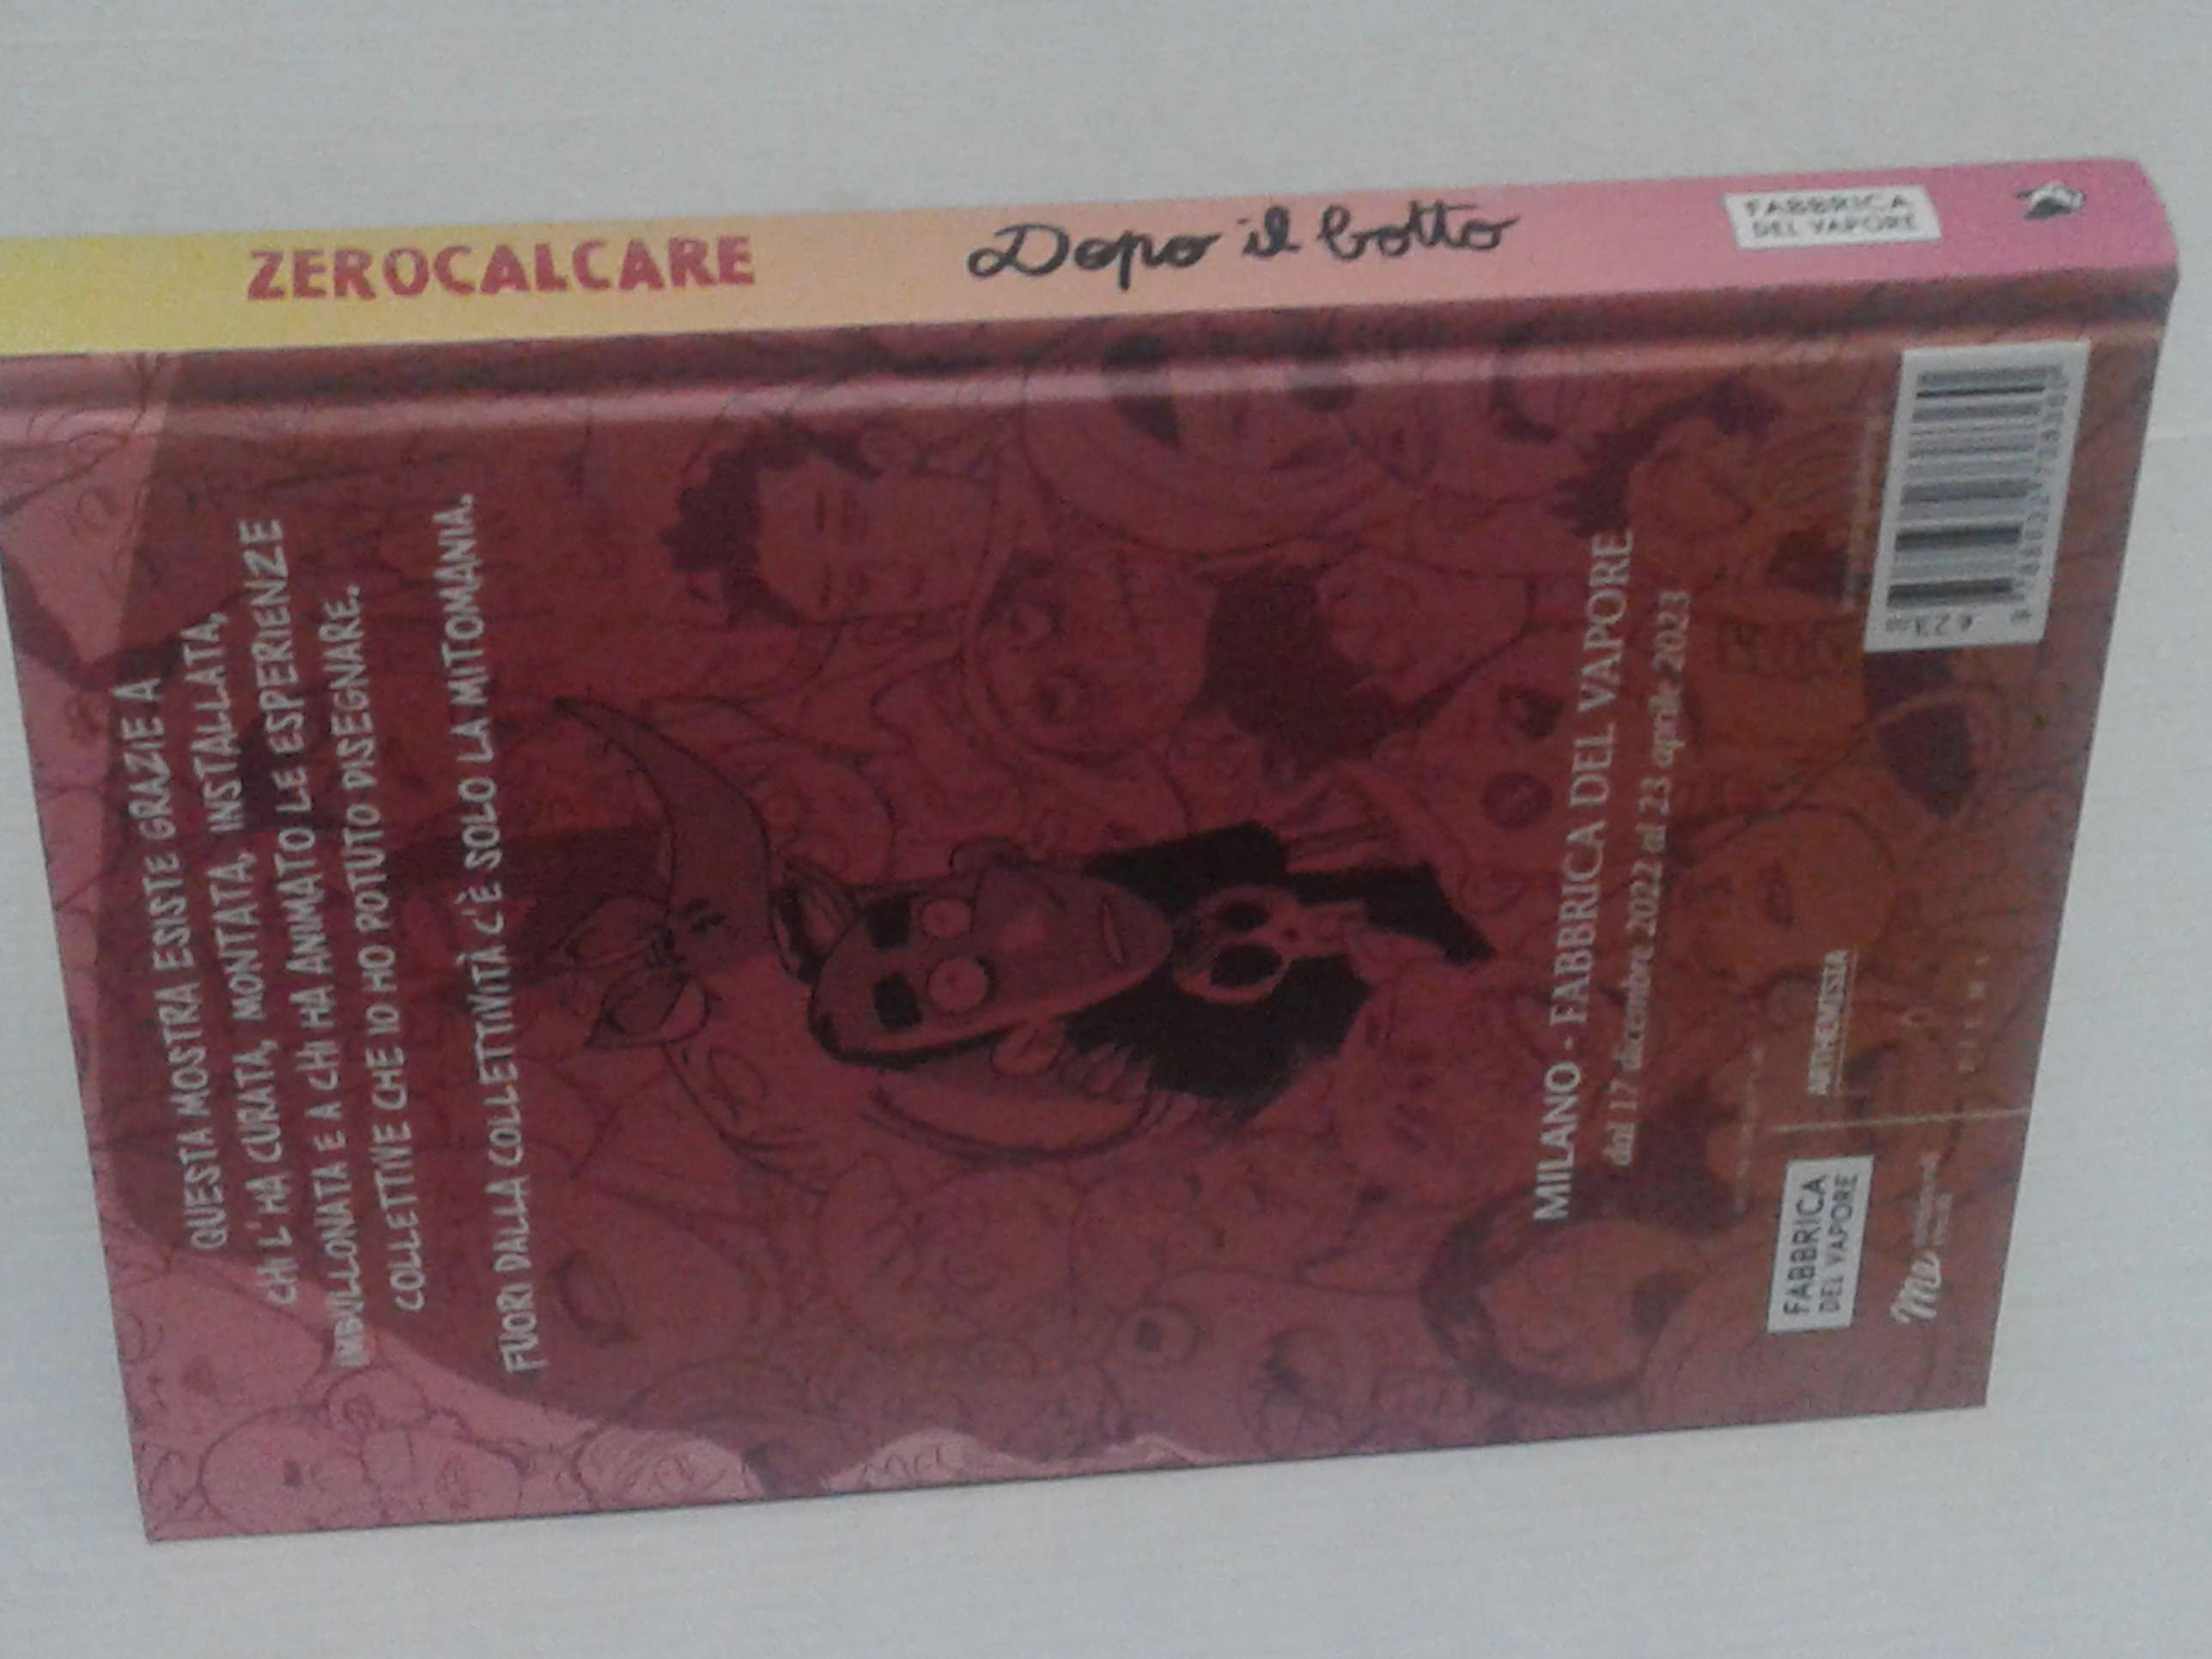 ZEROCALCARE
Dopo il botto
FABBRICA
DEL VAPORE
QUESTA MOSTRA ESISTE GRAZIE A
CHI L'HA CURATA, MONTATA, INSTALLATA,
IMBULLONATA E A CHI HA ANIMATO LE ESPERIENZE
COLLETTIVE CHE IO HO POTUTO DISEGNARE.
FUORI DALLA COLLETTIVITÀ C'È SOLO LA MITOMANIA.
MILANO - FABBRICA DEL VAPORE
dal 17 dicembre 2022 al 23 aprile 2023
FABBRICA
DEL VAPORE
ARTHEMISIA